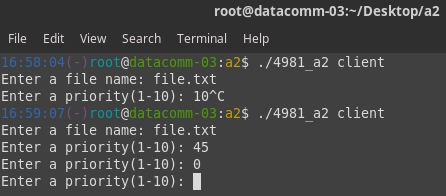 root@datacomm-03:~/Desktop/a2
File Edit View Search Terminal Help
16:58:04(-)root@datacomm-03:a2$ ./4981_a2 client
Enter a file name: file.txt
Enter a priority(1-10): 10^C
16:59:07(-)root@datacomm-03:a2$ ./4981_a2 client
Enter a file name: file.txt
Enter a priority(1-10): 45
Enter a priority(1-10): 0
Enter a priority(1-10):